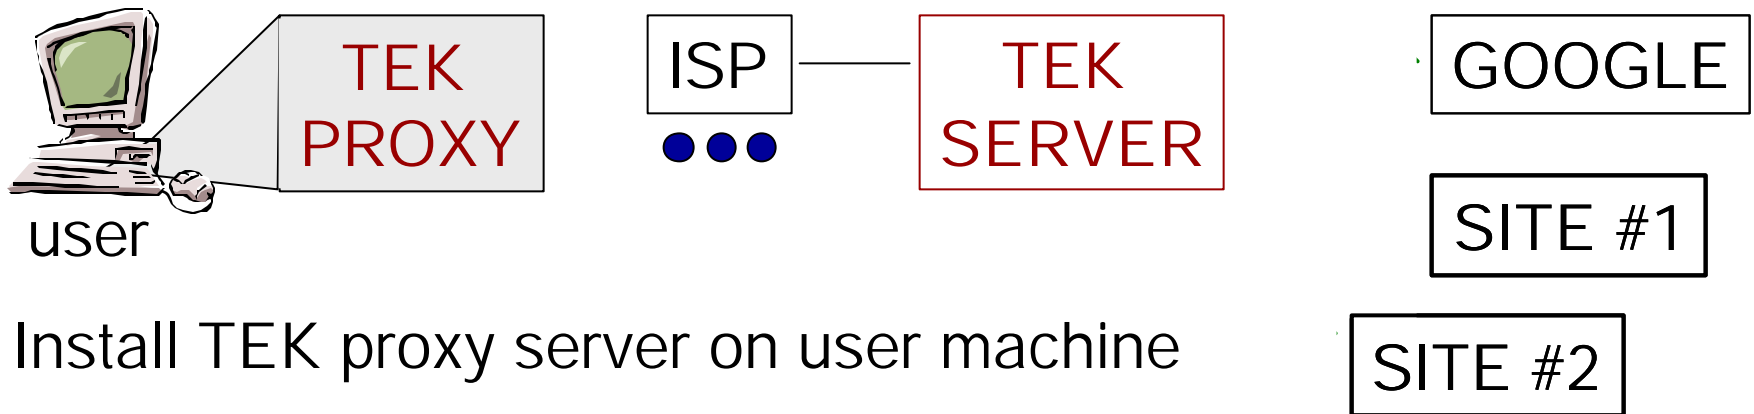 TEK
PROXY
ISP
TEK
SERVER
GOOGLE
SITE #1
user
Install TEK proxy server on user machine
SITE #2